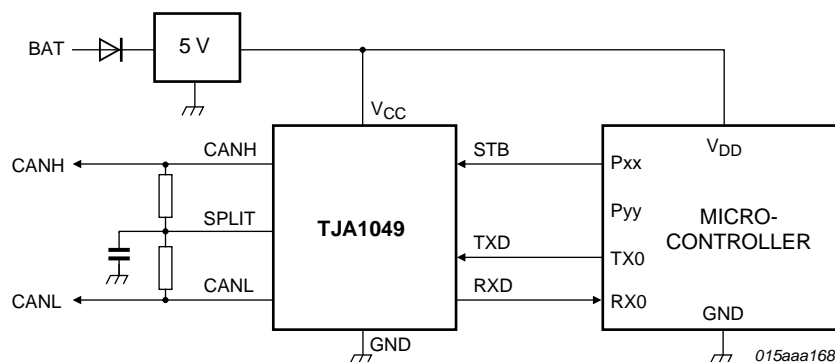 BAT
5 V
VCC
CANH
CANH
STB
Pxx
VDD
SPLIT
TJA1049
Pyy
MICRO-
CONTROLLER
TXD
TX0
CANL
CANL
RXD
RX0
GND
GND
015aaa168